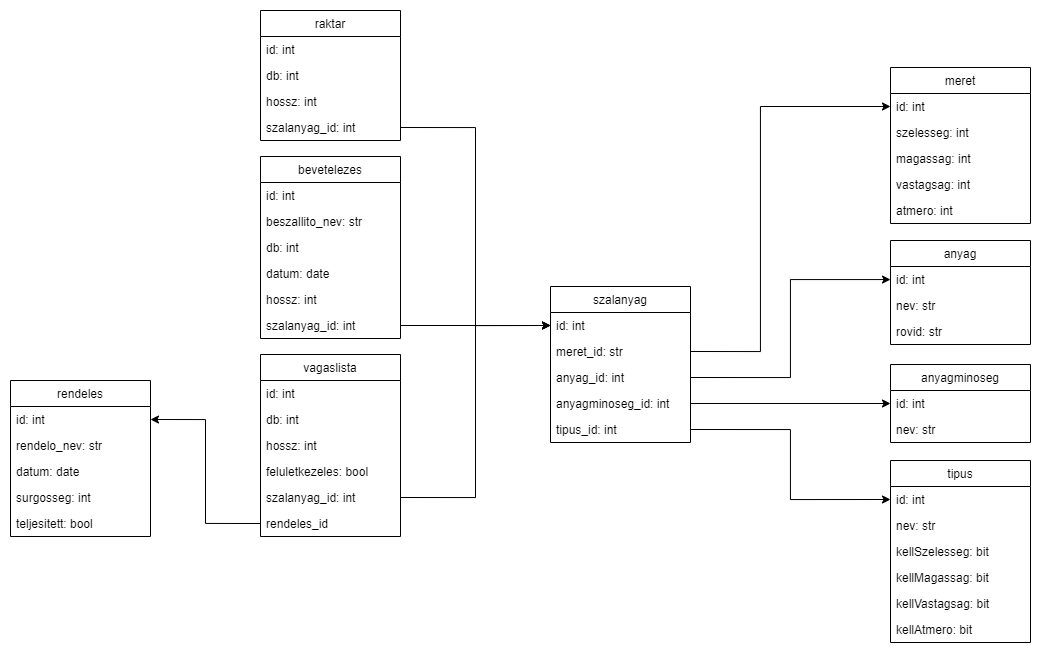 raktar
id: int
db: int
hossz: int
szalanyag_id: int
bevetelezes
id: int
beszallito_nev: str
db: int
datum: date
hossz: int
szalanyag_id: int
vagaslista
id: int
db: int
hossz: int
feluletkezeles: bool
szalanyag_id: int
rendeles_id
rendeles
id: int
rendelo_nev: str
datum: date
surgosseg: int
teljesitett: bool
szalanyag
id: int
meret_id: str
anyag_id: int
anyagminoseg_id: int
tipus_id: int
meret
id: int
szelesseg: int
magassag: int
vastagsag: int
atmero: int
anyag
id: int
nev: str
rovid: str
anyagminoseg
id: int
nev: str
tipus
id: int
nev: str
kellSzelesseg: bit
kellMagassag: bit
kellVastagsag: bit
kellAtmero: bit